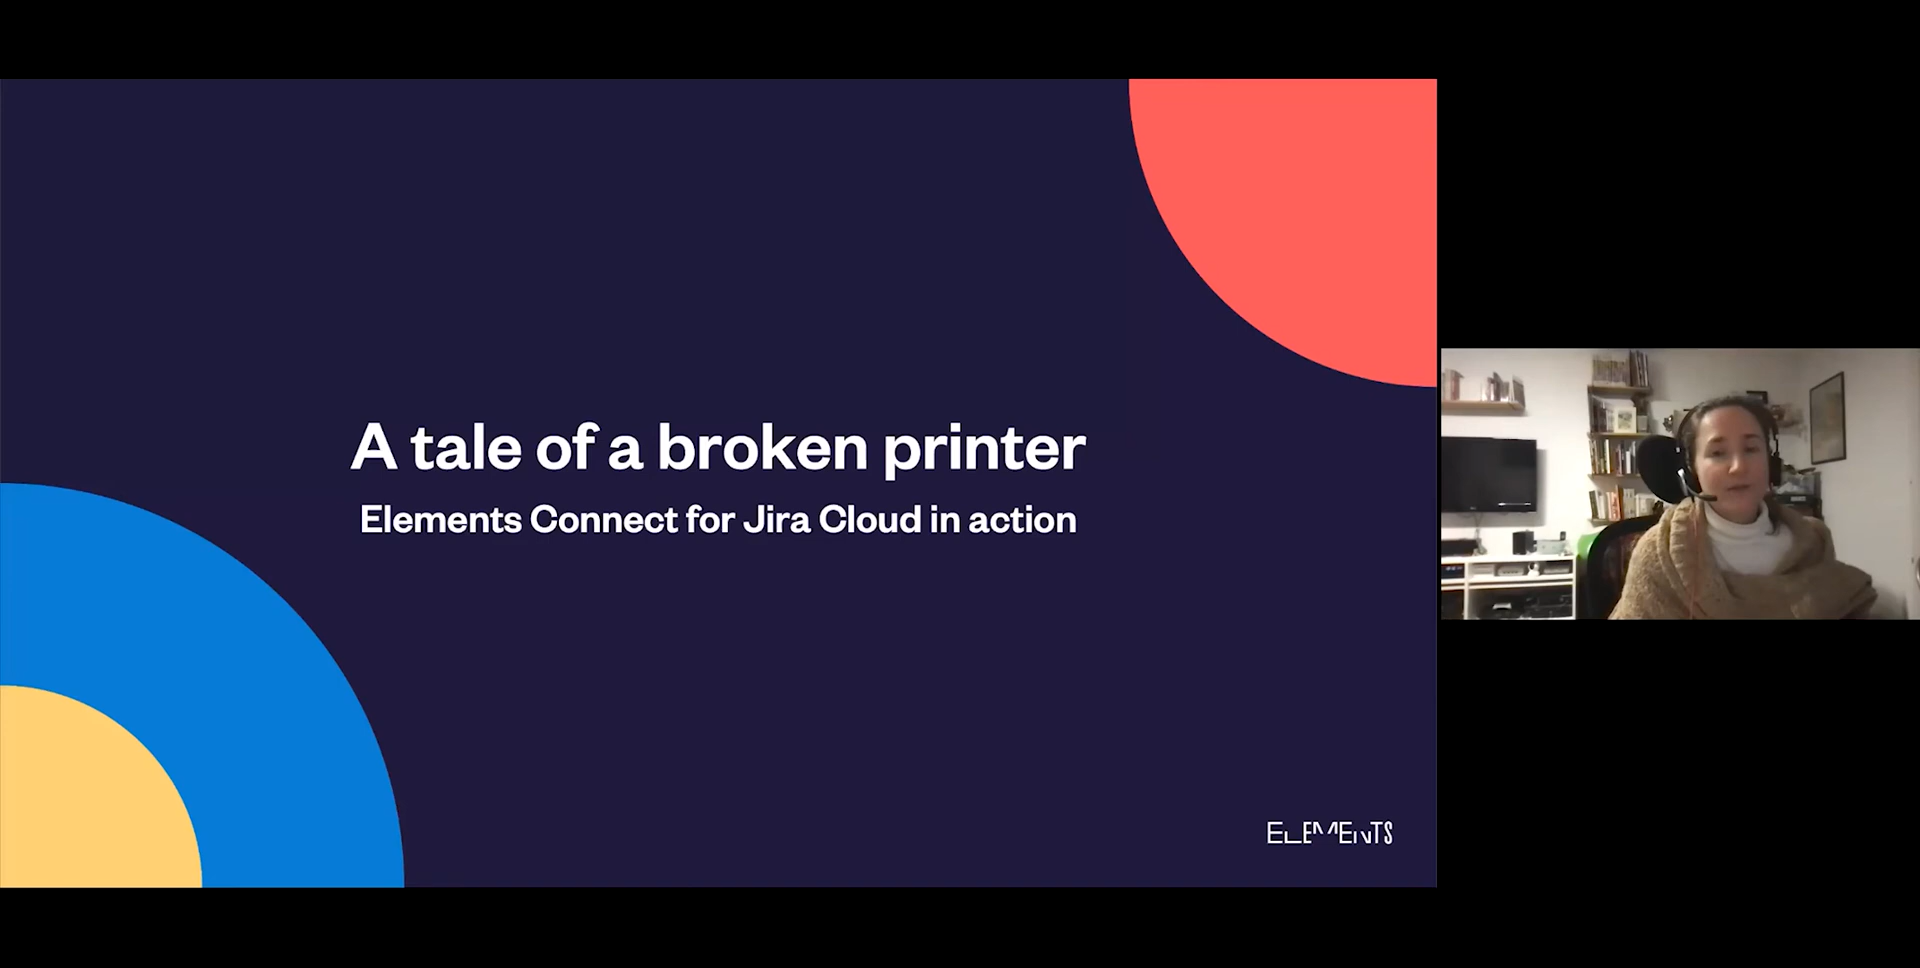 A tale of a broken printer
Elements Connect for Jira Cloud in action
ELEMENTS